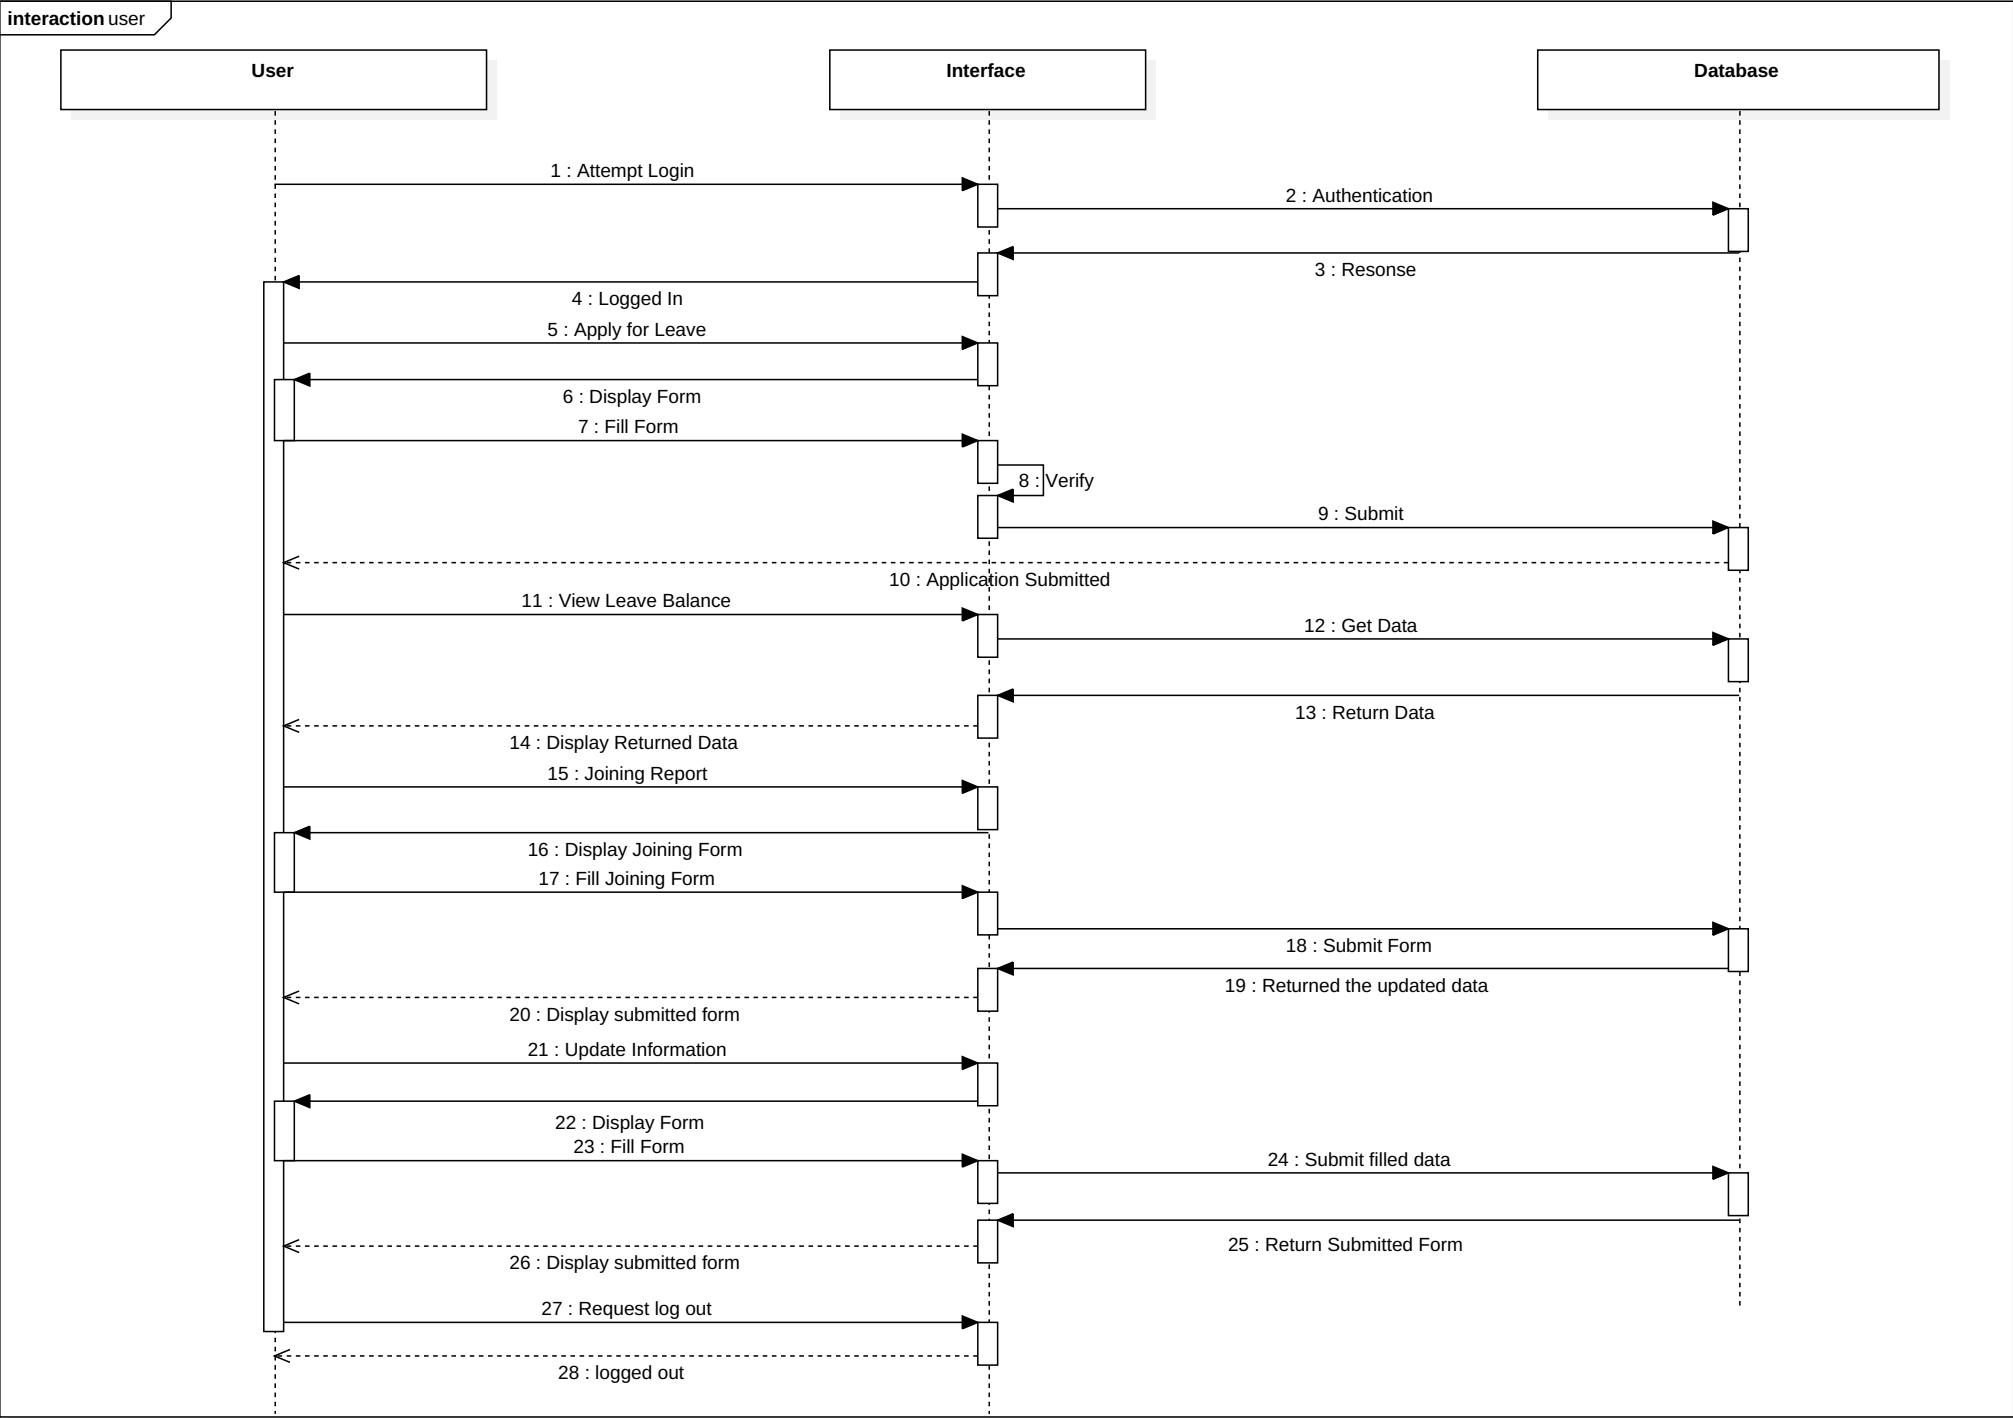 interaction user
User
Interface
Database
1 : Attempt Login
2 : Authentication
3 : Resonse
4 : Logged In
5 : Apply for Leave
6 : Display Form
7 : Fill Form
8 : Verify
9 : Submit
10 : Application Submitted
11 : View Leave Balance
12 : Get Data
13 : Return Data
14 : Display Returned Data
15 : Joining Report
16 : Display Joining Form
17 : Fill Joining Form
18 : Submit Form
19 : Returned the updated data
20 : Display submitted form
21 : Update Information
22 : Display Form
23 : Fill Form
24 : Submit filled data
25 : Return Submitted Form
26 : Display submitted form
27 : Request log out
28 : logged out